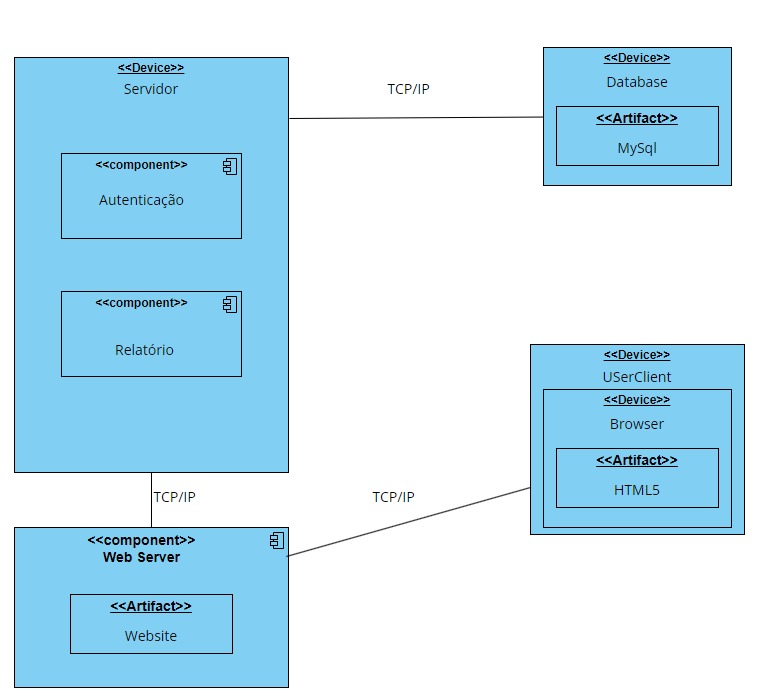 <<Device>>
Servidor
<<component>>
Autenticação
<<component>>
Relatório
TCP/IP
<<Device>>
Database
<<Artifact>>
MySql
<<Device>>
USerClient
<<Device>>
Browser
<<Artifact>>
HTML5
TCP/IP
TCP/IP
<<component>>
Web Server
<<Artifact>>
Website